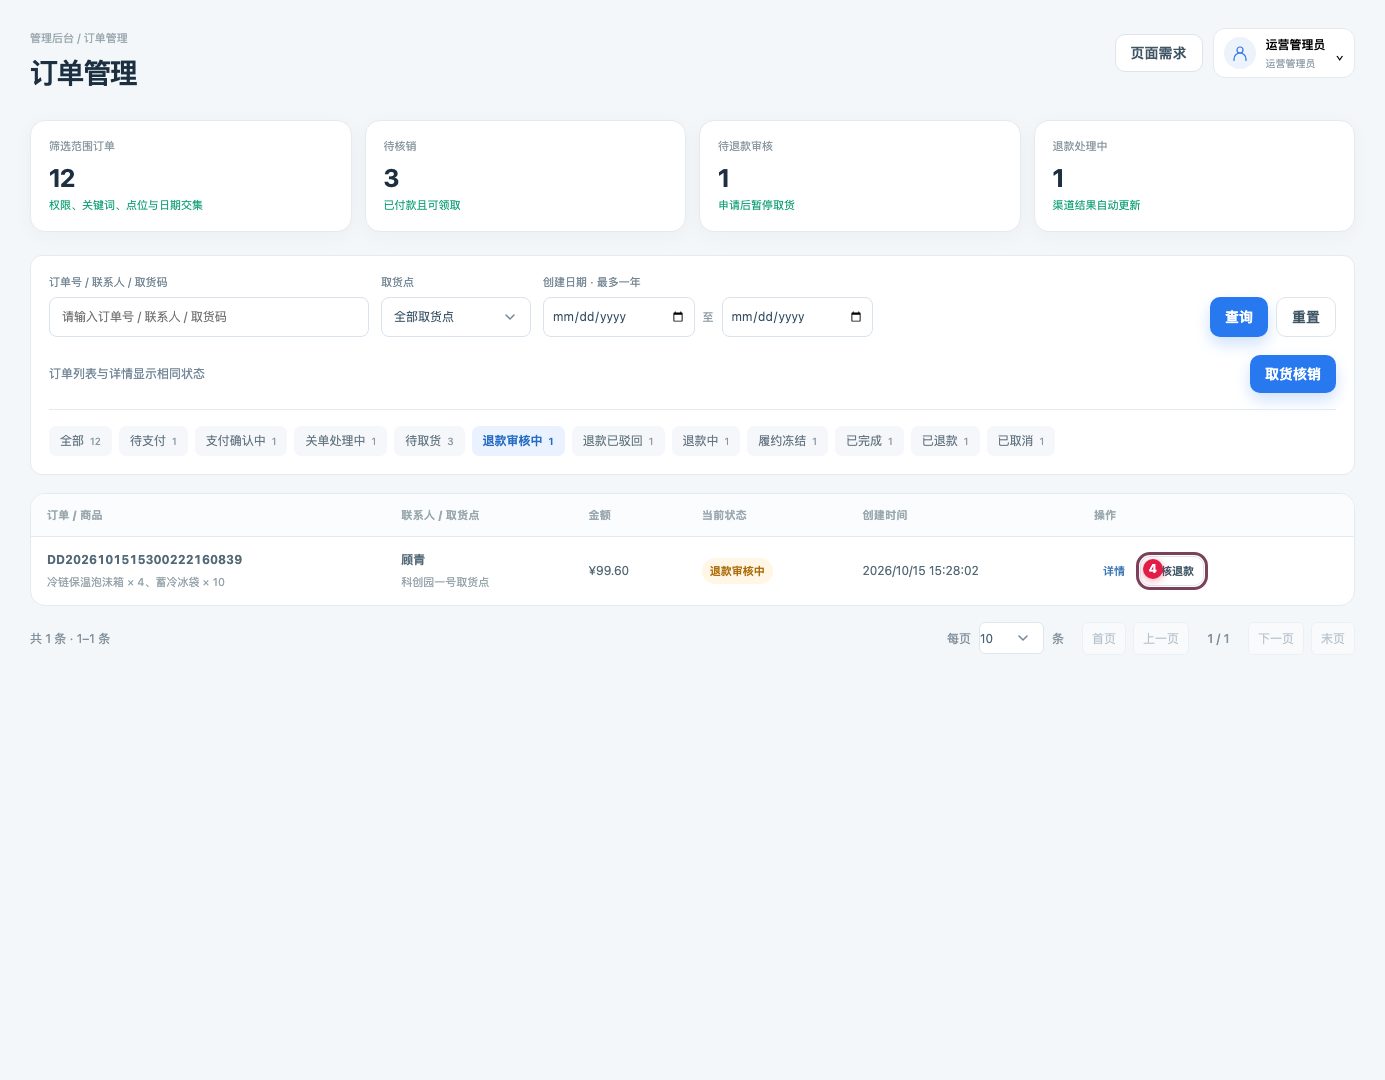 管理后台 / 订单管理
订单管理
页面需求
运营管理员
运营管理员
筛选范围订单
12
权限、关键词、点位与日期交集
待核销
3
已付款且可领取
待退款审核
1
申请后暂停取货
退款处理中
1
渠道结果自动更新
订单号 / 联系人 / 取货码
取货点
创建日期 · 最多一年
请输入订单号 / 联系人 / 取货码
全部取货点
mm/dd/yyyy
至
mm/dd/yyyy
查询
重置
订单列表与详情显示相同状态
取货核销
全部 12
待支付 1
支付确认中 1
关单处理中 1
待取货 3
退款审核中 1
退款已驳回 1
退款中 1
履约冻结 1
已完成 1
已退款 1
已取消 1
订单 / 商品
联系人 / 取货点
金额
当前状态
创建时间
操作
DD2026101515300222160839
冷链保温泡沫箱 × 4、蓄冷冰袋 × 10
顾青
科创园一号取货点
¥99.60
退款审核中
2026/10/15 15:28:02
详情
4
核退款
共 1 条 · 1–1 条
每页
10
条
首页
上一页
1 / 1
下一页
末页